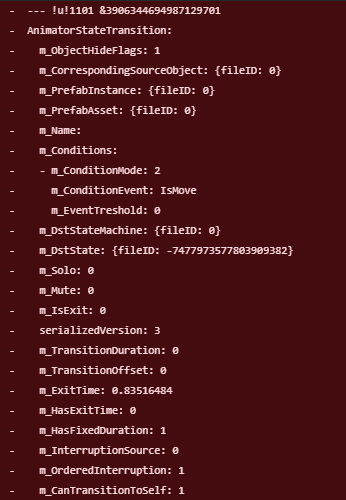 - --- !u!1101 &3906344694987129701
- AnimatorStateTransition:
-   m_ObjectHideFlags: 1
-   m_CorrespondingSourceObject: {fileID: 0}
-   m_PrefabInstance: {fileID: 0}
-   m_PrefabAsset: {fileID: 0}
-   m_Name:
-   m_Conditions:
-   - m_ConditionMode: 2
-     m_ConditionEvent: IsMove
-     m_EventTreshold: 0
-   m_DstStateMachine: {fileID: 0}
-   m_DstState: {fileID: -7477973577803909382}
-   m_Solo: 0
-   m_Mute: 0
-   m_IsExit: 0
-   serializedVersion: 3
-   m_TransitionDuration: 0
-   m_TransitionOffset: 0
-   m_ExitTime: 0.83516484
-   m_HasExitTime: 0
-   m_HasFixedDuration: 1
-   m_InterruptionSource: 0
-   m_OrderedInterruption: 1
-   m_CanTransitionToSelf: 1